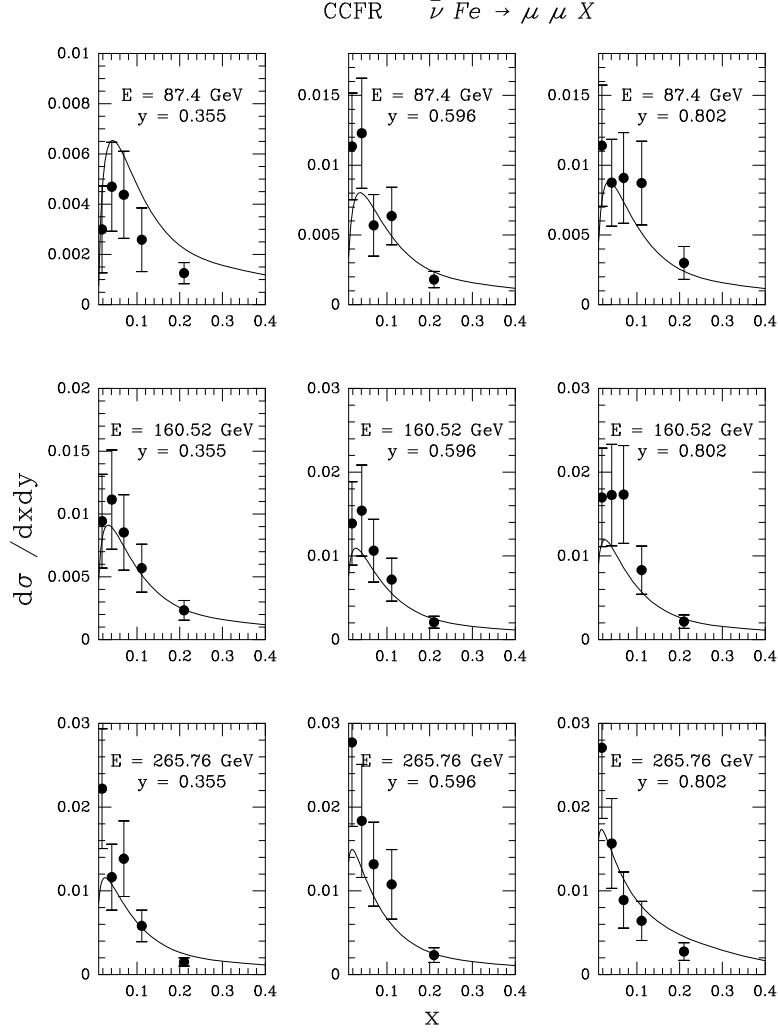 CCFR ν̄ Fe → μ μ X
0.01
0.008
0.006
0.004
0.002
0
E = 87.4 GeV
y = 0.355
0.1 0.2 0.3 0.4
0.015
0.01
0.005
0
E = 87.4 GeV
y = 0.596
0.1 0.2 0.3 0.4
0.015
0.01
0.005
0
E = 87.4 GeV
y = 0.802
0.1 0.2 0.3 0.4
dσ /dxdy
0.02
0.015
0.01
0.005
0
E = 160.52 GeV
y = 0.355
0.1 0.2 0.3 0.4
0.03
0.02
0.01
0
E = 160.52 GeV
y = 0.596
0.1 0.2 0.3 0.4
0.03
0.02
0.01
0
E = 160.52 GeV
y = 0.802
0.1 0.2 0.3 0.4
0.03
0.02
0.01
0
E = 265.76 GeV
y = 0.355
0.1 0.2 0.3 0.4
0.03
0.02
0.01
0
E = 265.76 GeV
y = 0.596
0.1 0.2 0.3 0.4
0.03
0.02
0.01
0
E = 265.76 GeV
y = 0.802
0.1 0.2 0.3 0.4
x